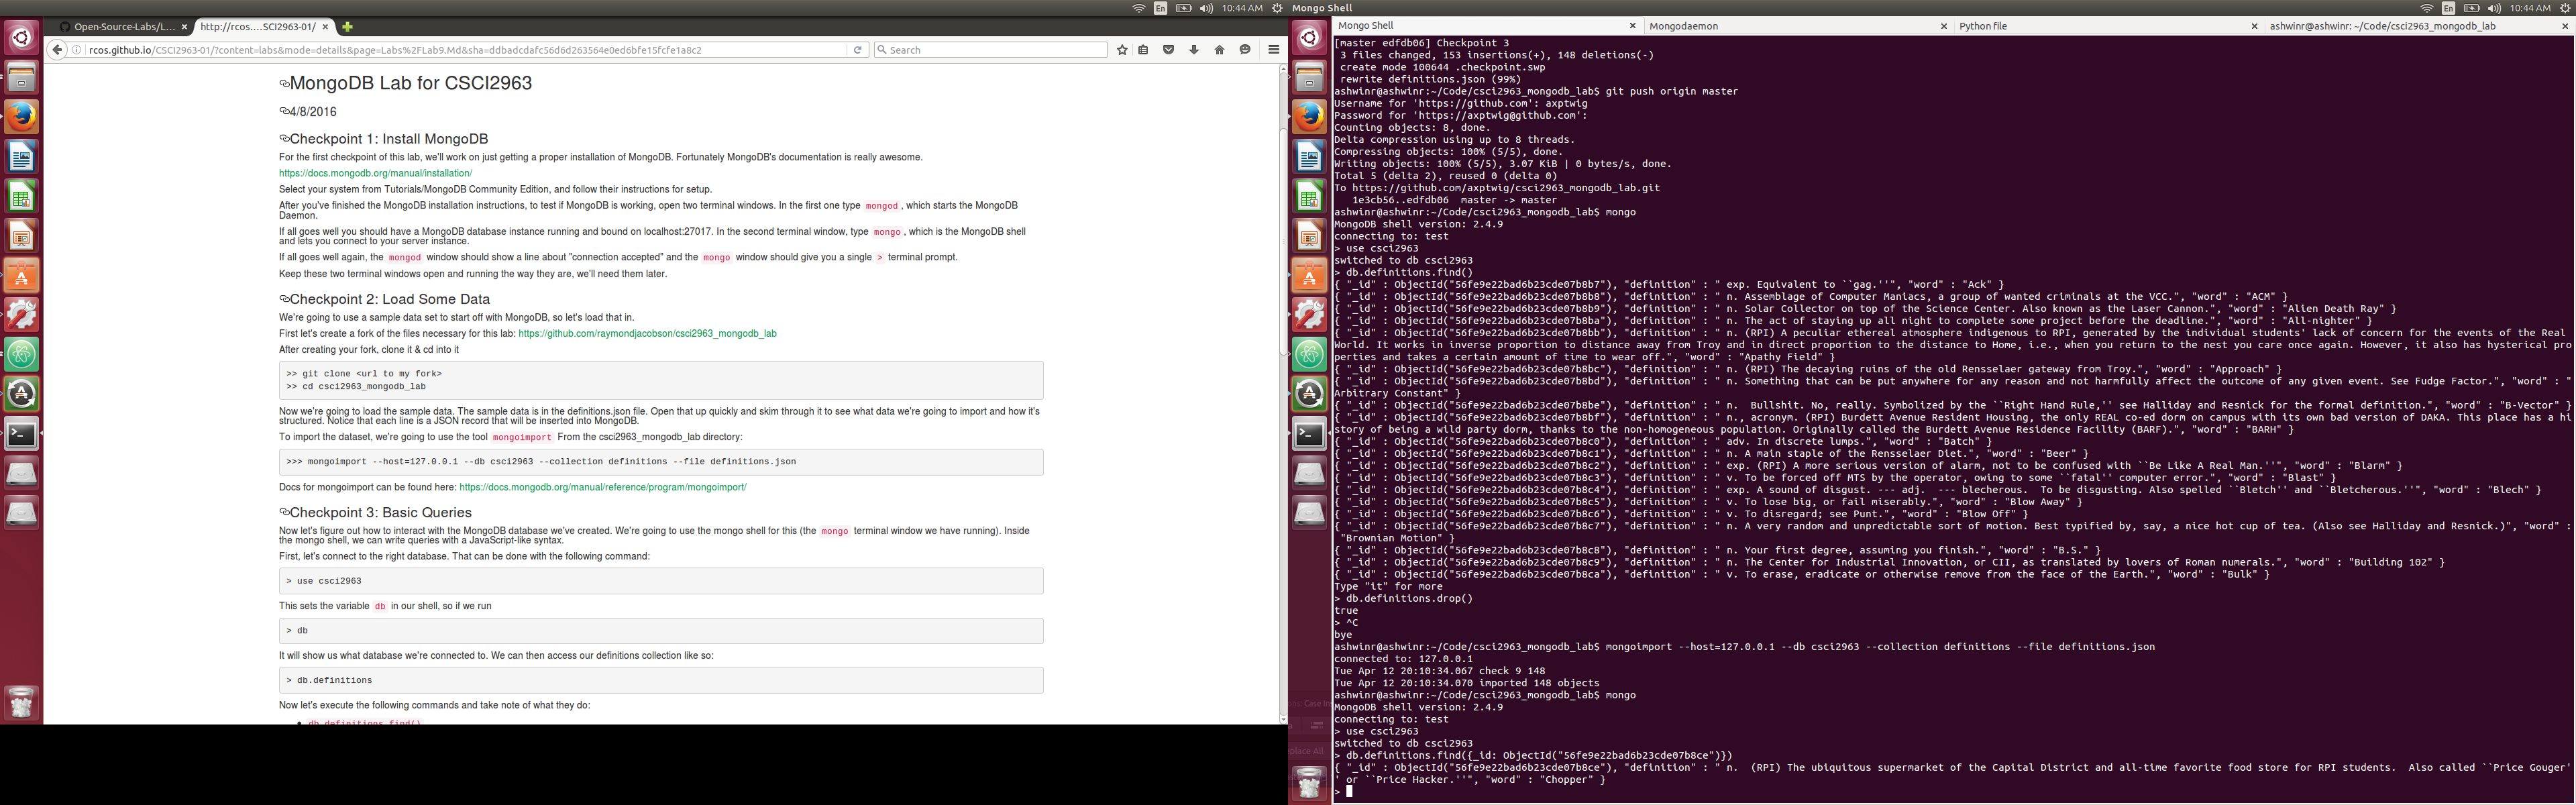 10:44 AM
Mongo Shell
10:44 AM
Open-Source-Labs/L...
http://rcos....SCI2963-01/
rcos.github.io/CSCI2963-01/?content=labs&mode=details&page=Labs%2FLab9.Md&sha=ddbadcdafc56d6d263564e0ed6bfe15fcfe1a8c2
Search
MongoDB Lab for CSCI2963
4/8/2016
Checkpoint 1: Install MongoDB
For the first checkpoint of this lab, we'll work on just getting a proper installation of MongoDB. Fortunately MongoDB's documentation is really awesome.
https://docs.mongodb.org/manual/installation/
Select your system from Tutorials/MongoDB Community Edition, and follow their instructions for setup.
After you've finished the MongoDB installation instructions, to test if MongoDB is working, open two terminal windows. In the first one type mongod, which starts the MongoDB
Daemon.
If all goes well you should have a MongoDB database instance running and bound on localhost:27017. In the second terminal window, type mongo, which is the MongoDB shell
and lets you connect to your server instance.
If all goes well again, the mongod window should show a line about "connection accepted" and the mongo window should give you a single > terminal prompt.
Keep these two terminal windows open and running the way they are, we'll need them later.
Checkpoint 2: Load Some Data
We're going to use a sample data set to start off with MongoDB, so let's load that in.
First let's create a fork of the files necessary for this lab: https://github.com/raymondjacobson/csci2963_mongodb_lab
After creating your fork, clone it & cd into it
>> git clone <url to my fork>
>> cd csci2963_mongodb_lab
Now we're going to load the sample data. The sample data is in the definitions.json file. Open that up quickly and skim through it to see what data we're going to import and how it's
structured. Notice that each line is a JSON record that will be inserted into MongoDB.
To import the dataset, we're going to use the tool mongoimport From the csci2963_mongodb_lab directory:
>>> mongoimport --host=127.0.0.1 --db csci2963 --collection definitions --file definitions.json
Docs for mongoimport can be found here: https://docs.mongodb.org/manual/reference/program/mongoimport/
Checkpoint 3: Basic Queries
Now let's figure out how to interact with the MongoDB database we've created. We're going to use the mongo shell for this (the mongo terminal window we have running). Inside
the mongo shell, we can write queries with a JavaScript-like syntax.
First, let's connect to the right database. That can be done with the following command:
> use csci2963
This sets the variable db in our shell, so if we run
> db
It will show us what database we're connected to. We can then access our definitions collection like so:
> db.definitions
Now let's execute the following commands and take note of what they do:
db.definitions.find()
Mongo Shell
Mongodaemon
Python file
ashwinr@ashwinr: ~/Code/csci2963_mongodb_lab
[master edfdb06] Checkpoint 3
3 files changed, 153 insertions(+), 148 deletions(-)
create mode 100644 .checkpoint.swp
rewrite definitions.json (99%)
ashwinr@ashwinr:~/Code/csci2963_mongodb_lab$ git push origin master
Username for 'https://github.com': axptwig
Password for 'https://axptwig@github.com':
Counting objects: 8, done.
Delta compression using up to 8 threads.
Compressing objects: 100% (5/5), done.
Writing objects: 100% (5/5), 3.07 KiB | 0 bytes/s, done.
Total 5 (delta 2), reused 0 (delta 0)
To https://github.com/axptwig/csci2963_mongodb_lab.git
1e3cb56..edfdb06  master -> master
ashwinr@ashwinr:~/Code/csci2963_mongodb_lab$ mongo
MongoDB shell version: 2.4.9
connecting to: test
> use csci2963
switched to db csci2963
> db.definitions.find()
{ "_id" : ObjectId("56fe9e22bad6b23cde07b8b7"), "definition" : " exp. Equivalent to ``gag.''", "word" : "Ack" }
{ "_id" : ObjectId("56fe9e22bad6b23cde07b8b8"), "definition" : " n. Assemblage of Computer Maniacs, a group of wanted criminals at the VCC.", "word" : "ACM" }
{ "_id" : ObjectId("56fe9e22bad6b23cde07b8b9"), "definition" : " n. Solar Collector on top of the Science Center. Also known as the Laser Cannon.", "word" : "Alien Death Ray" }
{ "_id" : ObjectId("56fe9e22bad6b23cde07b8ba"), "definition" : " n. The act of staying up all night to complete some project before the deadline.", "word" : "All-nighter" }
{ "_id" : ObjectId("56fe9e22bad6b23cde07b8bb"), "definition" : " n. (RPI) A peculiar ethereal atmosphere indigenous to RPI, generated by the individual students' lack of concern for the events of the Real
World. It works in inverse proportion to distance away from Troy and in direct proportion to the distance to Home, i.e., when you return to the nest you care once again. However, it also has hysterical pro
perties and takes a certain amount of time to wear off.", "word" : "Apathy Field" }
{ "_id" : ObjectId("56fe9e22bad6b23cde07b8bc"), "definition" : " n. (RPI) The decaying ruins of the old Rensselaer gateway from Troy.", "word" : "Approach" }
{ "_id" : ObjectId("56fe9e22bad6b23cde07b8bd"), "definition" : " n. Something that can be put anywhere for any reason and not harmfully affect the outcome of any given event. See Fudge Factor.", "word" : "
Arbitrary Constant" }
{ "_id" : ObjectId("56fe9e22bad6b23cde07b8be"), "definition" : " n.  Bullshit. No, really. Symbolized by the ``Right Hand Rule,'' see Halliday and Resnick for the formal definition.", "word" : "B-Vector" }
{ "_id" : ObjectId("56fe9e22bad6b23cde07b8bf"), "definition" : " n., acronym. (RPI) Burdett Avenue Resident Housing, the only REAL co-ed dorm on campus with its own bad version of DAKA. This place has a hi
story of being a wild party dorm, thanks to the non-homogeneous population. Originally called the Burdett Avenue Residence Facility (BARF).", "word" : "BARH" }
{ "_id" : ObjectId("56fe9e22bad6b23cde07b8c0"), "definition" : " adv. In discrete lumps.", "word" : "Batch" }
{ "_id" : ObjectId("56fe9e22bad6b23cde07b8c1"), "definition" : " n. A main staple of the Rensselaer Diet.", "word" : "Beer" }
{ "_id" : ObjectId("56fe9e22bad6b23cde07b8c2"), "definition" : " exp. (RPI) A more serious version of alarm, not to be confused with ``Be Like A Real Man.''", "word" : "Blarm" }
{ "_id" : ObjectId("56fe9e22bad6b23cde07b8c3"), "definition" : " v. To be forced off MTS by the operator, owing to some ``fatal'' computer error.", "word" : "Blast" }
{ "_id" : ObjectId("56fe9e22bad6b23cde07b8c4"), "definition" : " exp. A sound of disgust. --- adj.  --- blecherous.  To be disgusting. Also spelled ``Bletch'' and ``Bletcherous.''", "word" : "Blech" }
{ "_id" : ObjectId("56fe9e22bad6b23cde07b8c5"), "definition" : " v. To lose big, or fail miserably.", "word" : "Blow Away" }
{ "_id" : ObjectId("56fe9e22bad6b23cde07b8c6"), "definition" : " v. To disregard; see Punt.", "word" : "Blow Off" }
{ "_id" : ObjectId("56fe9e22bad6b23cde07b8c7"), "definition" : " n. A very random and unpredictable sort of motion. Best typified by, say, a nice hot cup of tea. (Also see Halliday and Resnick.)", "word" :
"Brownian Motion" }
{ "_id" : ObjectId("56fe9e22bad6b23cde07b8c8"), "definition" : " n. Your first degree, assuming you finish.", "word" : "B.S." }
{ "_id" : ObjectId("56fe9e22bad6b23cde07b8c9"), "definition" : " n. The Center for Industrial Innovation, or CII, as translated by lovers of Roman numerals.", "word" : "Building 102" }
{ "_id" : ObjectId("56fe9e22bad6b23cde07b8ca"), "definition" : " v. To erase, eradicate or otherwise remove from the face of the Earth.", "word" : "Bulk" }
Type "it" for more
> db.definitions.drop()
true
> ^C
bye
ashwinr@ashwinr:~/Code/csci2963_mongodb_lab$ mongoimport --host=127.0.0.1 --db csci2963 --collection definitions --file definitions.json
connected to: 127.0.0.1
Tue Apr 12 20:10:34.067 check 9 148
Tue Apr 12 20:10:34.070 imported 148 objects
ashwinr@ashwinr:~/Code/csci2963_mongodb_lab$ mongo
MongoDB shell version: 2.4.9
connecting to: test
> use csci2963
switched to db csci2963
> db.definitions.find({_id: ObjectId("56fe9e22bad6b23cde07b8ce")})
{ "_id" : ObjectId("56fe9e22bad6b23cde07b8ce"), "definition" : " n.  (RPI) The ubiquitous supermarket of the Capital District and all-time favorite food store for RPI students.  Also called ``Price Gouger'
' or ``Price Hacker.''", "word" : "Chopper" }
>